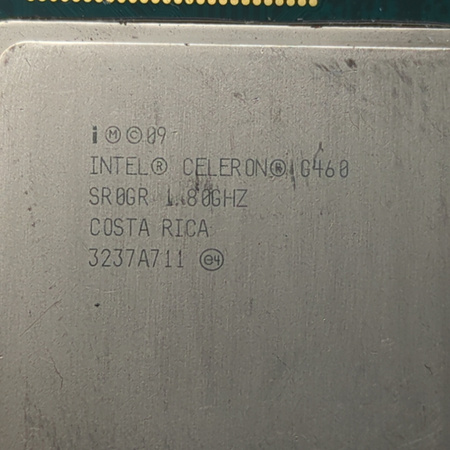 i Ⓜ ©09
INTEL® CELERON® G460
SR0GR 1.80GHZ
COSTA RICA
3237A711 e4